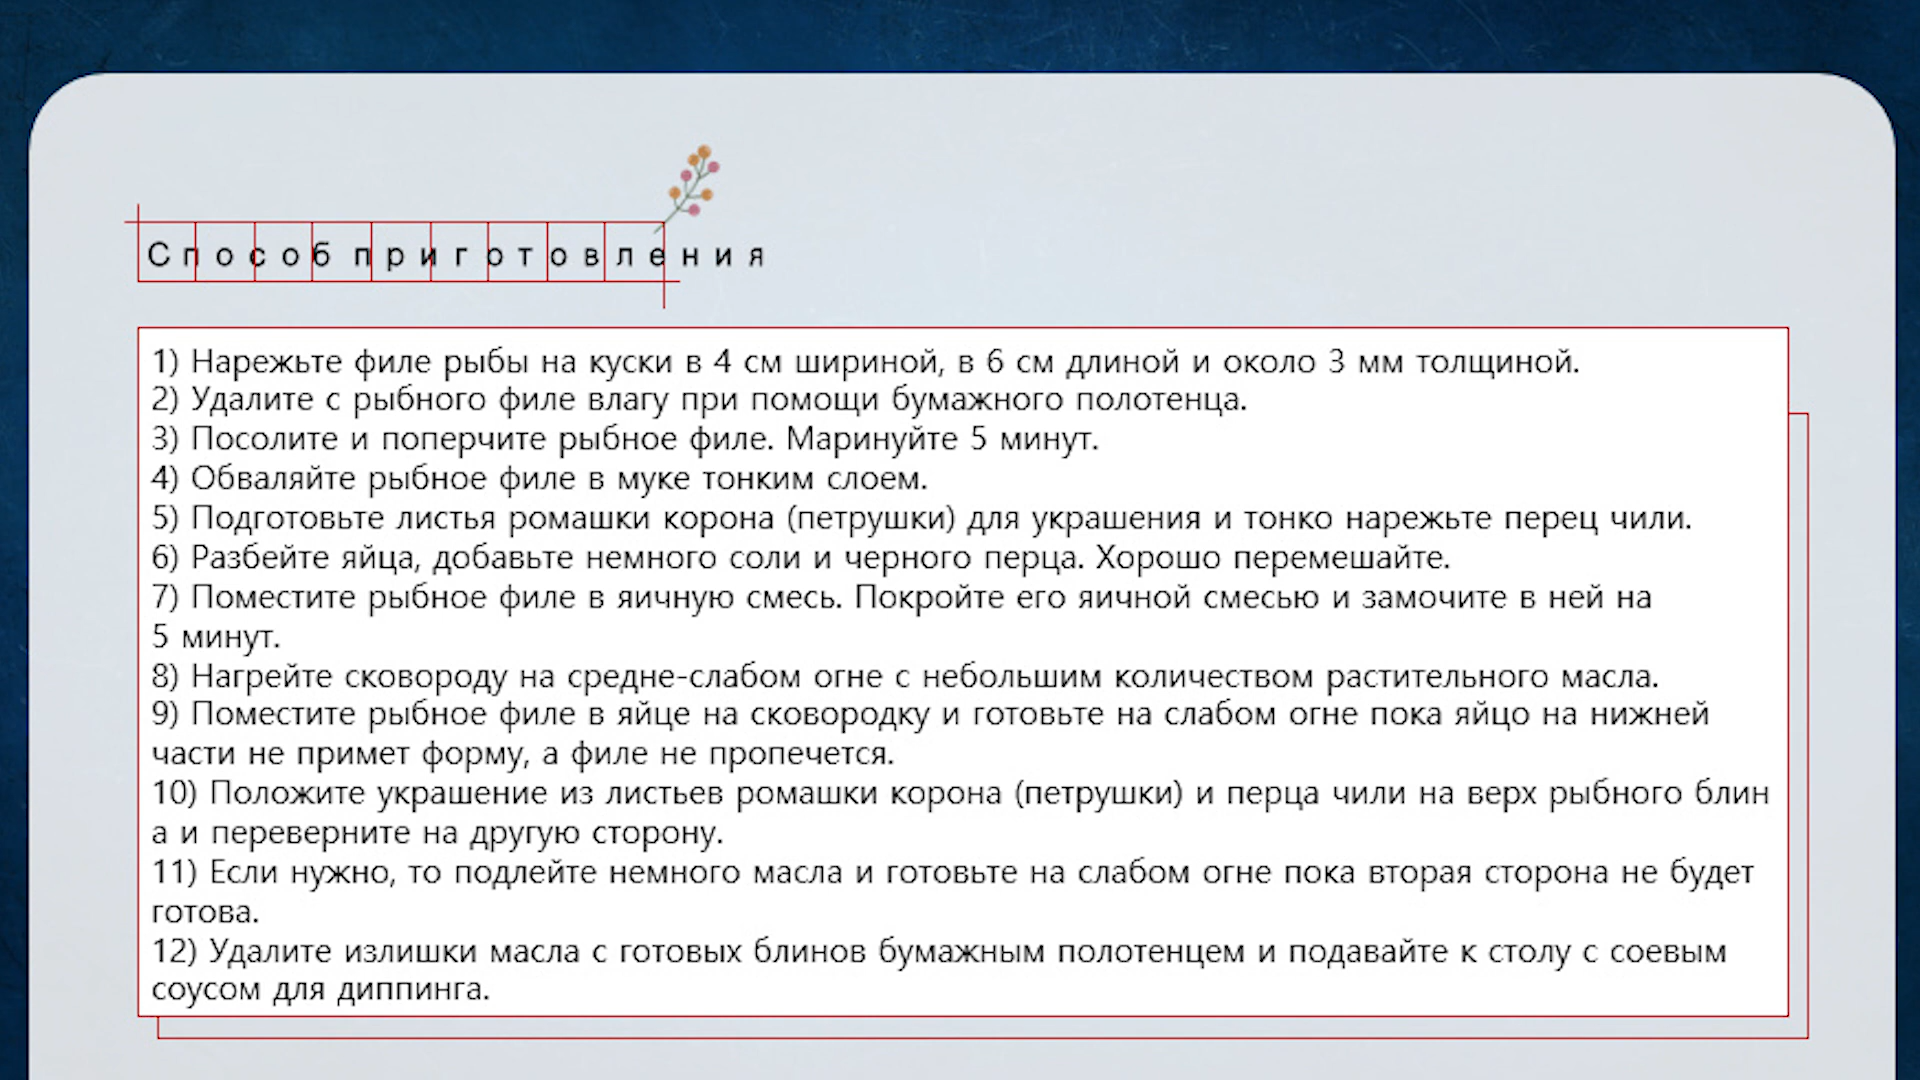 Способ приготовления
1) Нарежьте филе рыбы на куски в 4 см шириной, в 6 см длиной и около 3 мм толщиной.
2) Удалите с рыбного филе влагу при помощи бумажного полотенца.
3) Посолите и поперчите рыбное филе. Маринуйте 5 минут.
4) Обваляйте рыбное филе в муке тонким слоем.
5) Подготовьте листья ромашки корона (петрушки) для украшения и тонко нарежьте перец чили.
6) Разбейте яйца, добавьте немного соли и черного перца. Хорошо перемешайте.
7) Поместите рыбное филе в яичную смесь. Покройте его яичной смесью и замочите в ней на
5 минут.
8) Нагрейте сковороду на средне-слабом огне с небольшим количеством растительного масла.
9) Поместите рыбное филе в яйце на сковородку и готовьте на слабом огне пока яйцо на нижней
части не примет форму, а филе не пропечется.
10) Положите украшение из листьев ромашки корона (петрушки) и перца чили на верх рыбного блин
а и переверните на другую сторону.
11) Если нужно, то подлейте немного масла и готовьте на слабом огне пока вторая сторона не будет
готова.
12) Удалите излишки масла с готовых блинов бумажным полотенцем и подавайте к столу с соевым
соусом для диппинга.